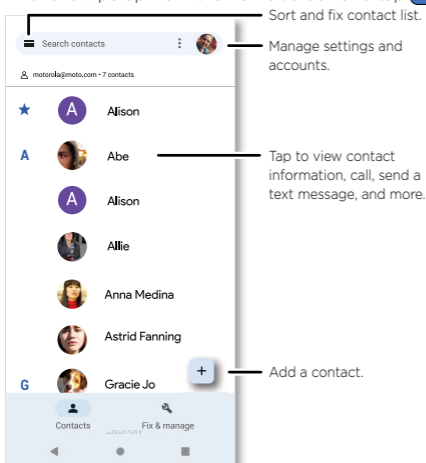 Sort and fix contact list.
Search contacts
Manage settings and
accounts.
motorola@moto.com • 7 contacts
A Alison
A Abe
Tap to view contact
information, call, send a
text message, and more.
A Alison
Allie
Anna Medina
Astrid Fanning
+
Add a contact.
G Gracie Jo
Contacts Fix & manage